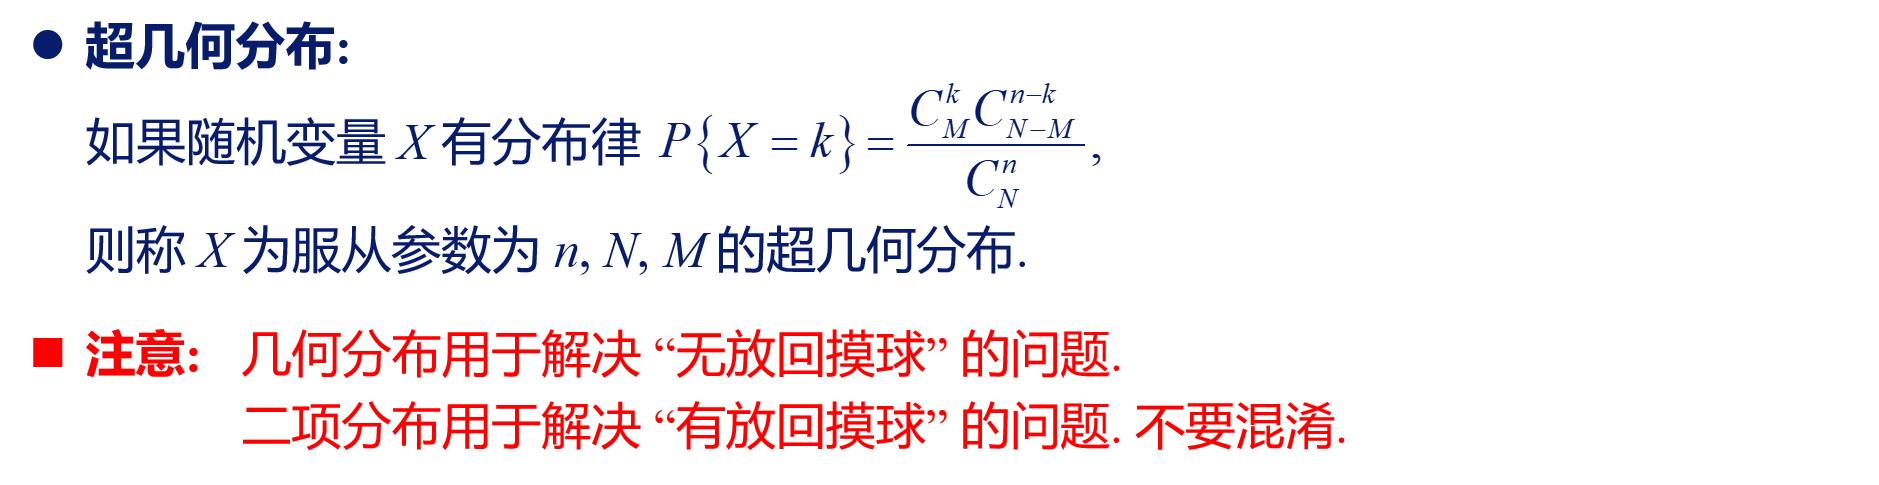 ● 超几何分布:
如果随机变量 X 有分布律 P{X = k} = \frac{C_M^k C_{N-M}^{n-k}}{C_N^n},
则称 X 为服从参数为 n, N, M 的超几何分布.
■ 注意: 几何分布用于解决 “无放回摸球” 的问题.
二项分布用于解决 “有放回摸球” 的问题. 不要混淆.